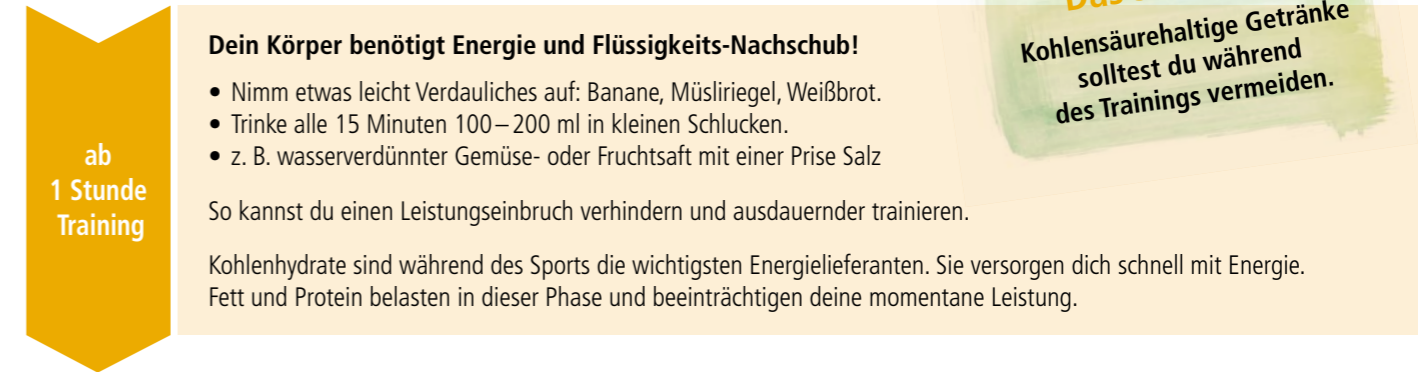 Das
Kohlensäurehaltige Getränke
solltest du während
des Trainings vermeiden.
ab
1 Stunde
Training
Dein Körper benötigt Energie und Flüssigkeits-Nachschub!
• Nimm etwas leicht Verdauliches auf: Banane, Müsliriegel, Weißbrot.
• Trinke alle 15 Minuten 100–200 ml in kleinen Schlucken.
• z. B. wasserverdünnter Gemüse- oder Fruchtsaft mit einer Prise Salz
So kannst du einen Leistungseinbruch verhindern und ausdauernder trainieren.
Kohlenhydrate sind während des Sports die wichtigsten Energielieferanten. Sie versorgen dich schnell mit Energie.
Fett und Protein belasten in dieser Phase und beeinträchtigen deine momentane Leistung.